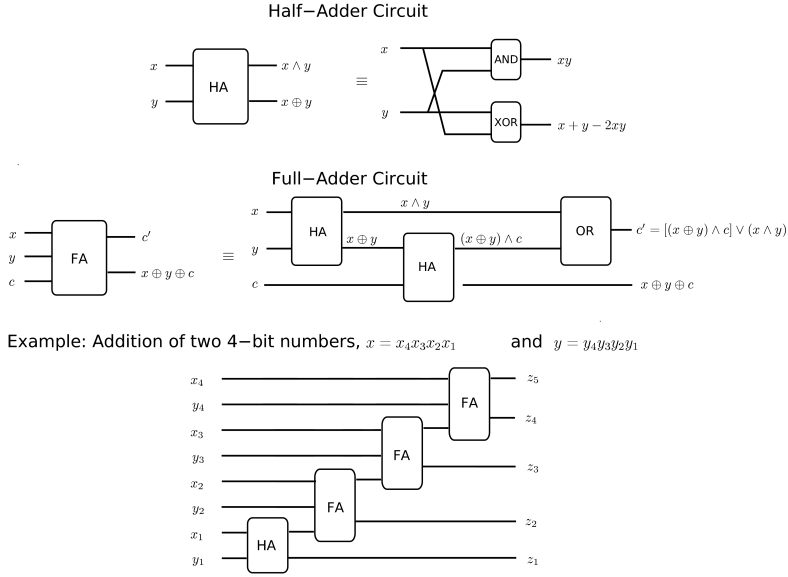 Half−Adder Circuit
x
y
HA
x ∧ y
x ⊕ y
≡
x
y
AND
XOR
xy
x + y − 2xy
Full−Adder Circuit
x
y
c
FA
c′
x ⊕ y ⊕ c
≡
x
y
c
HA
x ∧ y
x ⊕ y
HA
(x ⊕ y) ∧ c
OR
c′ = [(x ⊕ y) ∧ c] ∨ (x ∧ y)
x ⊕ y ⊕ c
Example: Addition of two 4−bit numbers, x = x₄x₃x₂x₁ and y = y₄y₃y₂y₁
x₄
y₄
x₃
y₃
x₂
y₂
x₁
y₁
HA
FA
FA
FA
z₅
z₄
z₃
z₂
z₁